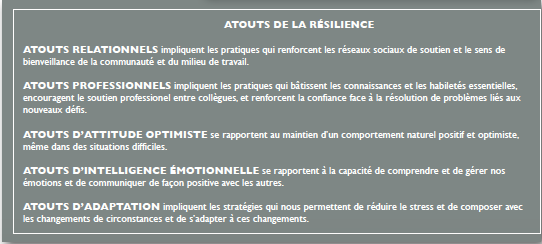 ATOUTS DE LA RÉSILIENCE
ATOUTS RELATIONNELS impliquent les pratiques qui renforcent les réseaux sociaux de soutien et le sens de
bienveillance de la communauté et du milieu de travail.
ATOUTS PROFESSIONNELS impliquent les pratiques qui bâtissent les connaissances et les habiletés essentielles,
encouragent le soutien professionel entre collègues, et renforcent la confiance face à la résolution de problèmes liés aux
nouveaux défis.
ATOUTS D'ATTITUDE OPTIMISTE se rapportent au maintien d'un comportement naturel positif et optimiste,
même dans des situations difficiles.
ATOUTS D'INTELLIGENCE ÉMOTIONNELLE se rapportent à la capacité de comprendre et de gérer nos
émotions et de communiquer de façon positive avec les autres.
ATOUTS D'ADAPTATION impliquent les stratégies qui nous permettent de réduire le stress et de composer avec
les changements de circonstances et de s'adapter à ces changements.